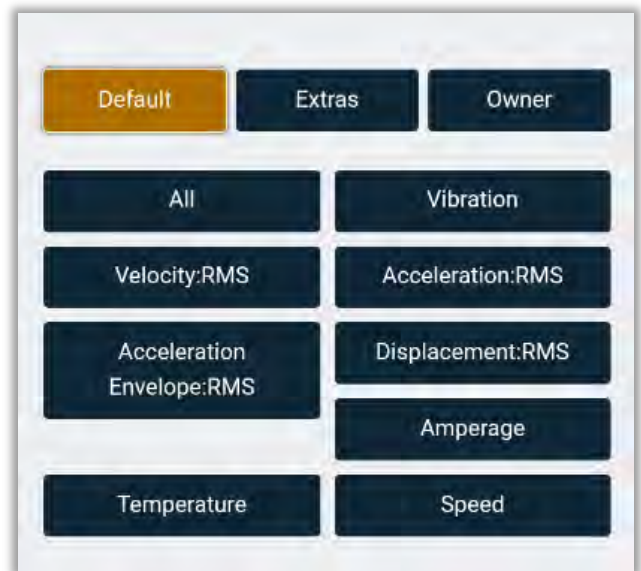 Default
Extras
Owner
All
Vibration
Velocity:RMS
Acceleration:RMS
Acceleration
Envelope:RMS
Displacement:RMS
Amperage
Temperature
Speed